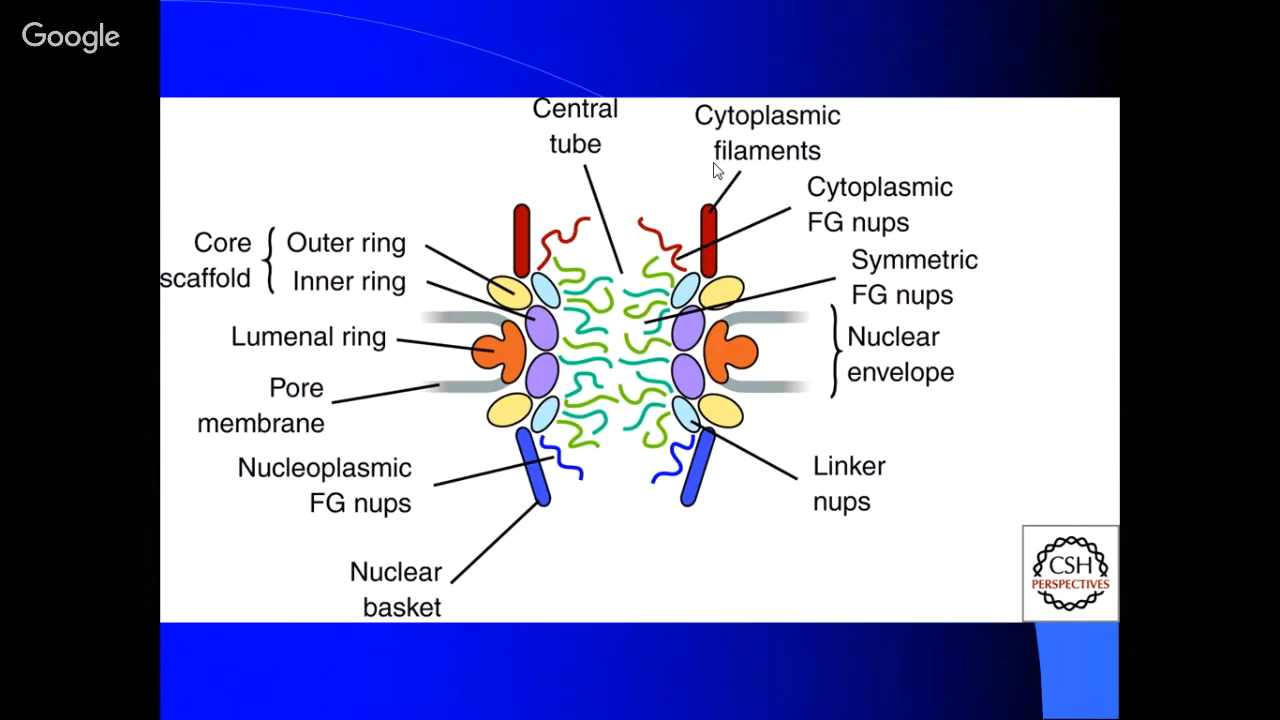 Google
Central
tube
Cytoplasmic
filaments
Cytoplasmic
FG nups
Symmetric
FG nups
Core
scaffold
{
Outer ring
Inner ring
Lumenal ring
Pore
membrane
}
Nuclear
envelope
Nucleoplasmic
FG nups
Linker
nups
Nuclear
basket
CSH
PERSPECTIVES